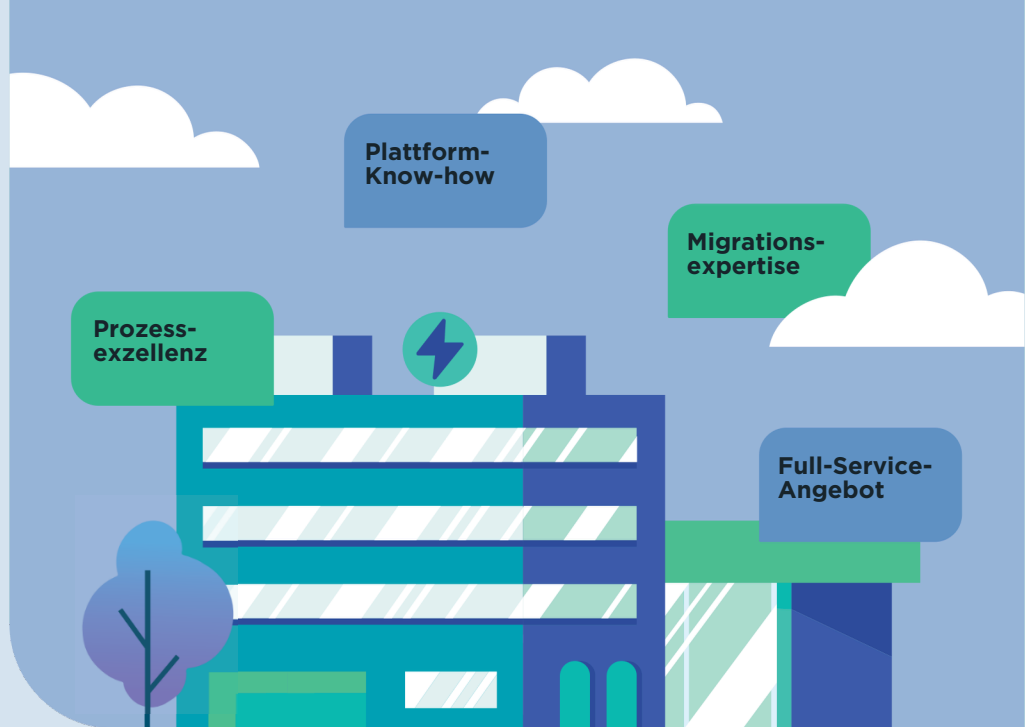 Plattform-
Know-how
Migrations-
expertise
Prozess-
exzellenz
Full-Service-
Angebot